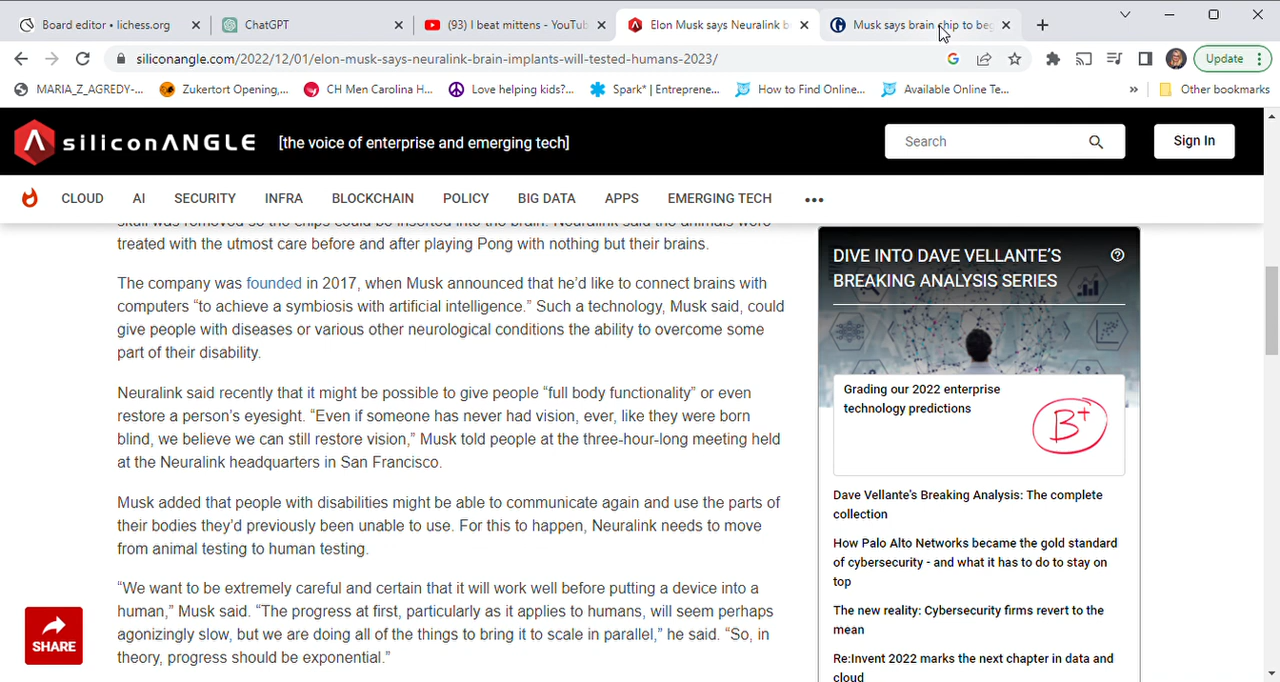 Board editor • lichess.org
ChatGPT
(93) I beat mittens - YouTub
Elon Musk says Neuralink b
Musk says brain chip to beg
siliconangle.com/2022/12/01/elon-musk-says-neuralink-brain-implants-will-tested-humans-2023/
Update
MARIA_Z_AGREDY-...
Zukertort Opening,...
CH Men Carolina H...
Love helping kids?...
Spark* | Entreprene...
How to Find Online...
Available Online Te...
»
Other bookmarks
siliconANGLE
[the voice of enterprise and emerging tech]
Search
Sign In
CLOUD
AI
SECURITY
INFRA
BLOCKCHAIN
POLICY
BIG DATA
APPS
EMERGING TECH
skull was removed so the chips could be inserted into the brain. Neuralink said the animals were
treated with the utmost care before and after playing Pong with nothing but their brains.
The company was founded in 2017, when Musk announced that he’d like to connect brains with
computers “to achieve a symbiosis with artificial intelligence.” Such a technology, Musk said, could
give people with diseases or various other neurological conditions the ability to overcome some
part of their disability.
Neuralink said recently that it might be possible to give people “full body functionality” or even
restore a person’s eyesight. “Even if someone has never had vision, ever, like they were born
blind, we believe we can still restore vision,” Musk told people at the three-hour-long meeting held
at the Neuralink headquarters in San Francisco.
Musk added that people with disabilities might be able to communicate again and use the parts of
their bodies they’d previously been unable to use. For this to happen, Neuralink needs to move
from animal testing to human testing.
“We want to be extremely careful and certain that it will work well before putting a device into a
human,” Musk said. “The progress at first, particularly as it applies to humans, will seem perhaps
agonizingly slow, but we are doing all of the things to bring it to scale in parallel,” he said. “So, in
theory, progress should be exponential.”
SHARE
DIVE INTO DAVE VELLANTE’S
BREAKING ANALYSIS SERIES
Grading our 2022 enterprise
technology predictions
B+
Dave Vellante's Breaking Analysis: The complete
collection
How Palo Alto Networks became the gold standard
of cybersecurity - and what it has to do to stay on
top
The new reality: Cybersecurity firms revert to the
mean
Re:Invent 2022 marks the next chapter in data and
cloud